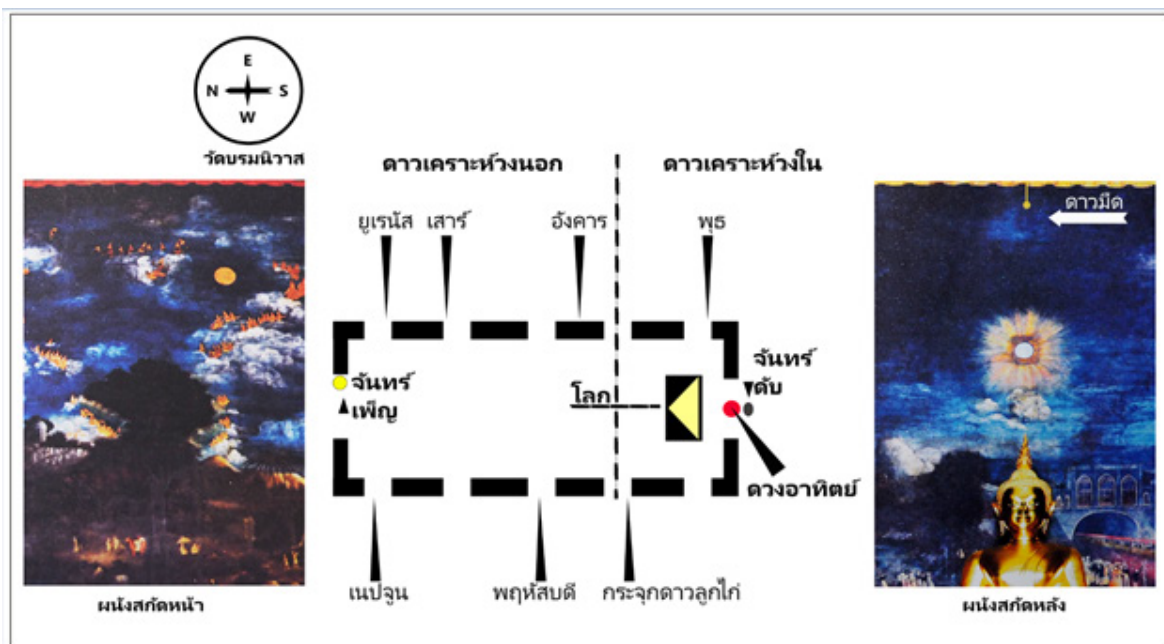 E
N S
W
วัดบรมนิวาส
ดาวเคราะห์วงนอก
ดาวเคราะห์วงใน
ยูเรนัส
เสาร์
อังคาร
พุธ
ดาวมืด
จันทร์
เพ็ญ
โลก
จันทร์
ดับ
ดวงอาทิตย์
เนปจูน
พฤหัสบดี
กระจุกดาวลูกไก่
ผนังสกัดหน้า
ผนังสกัดหลัง